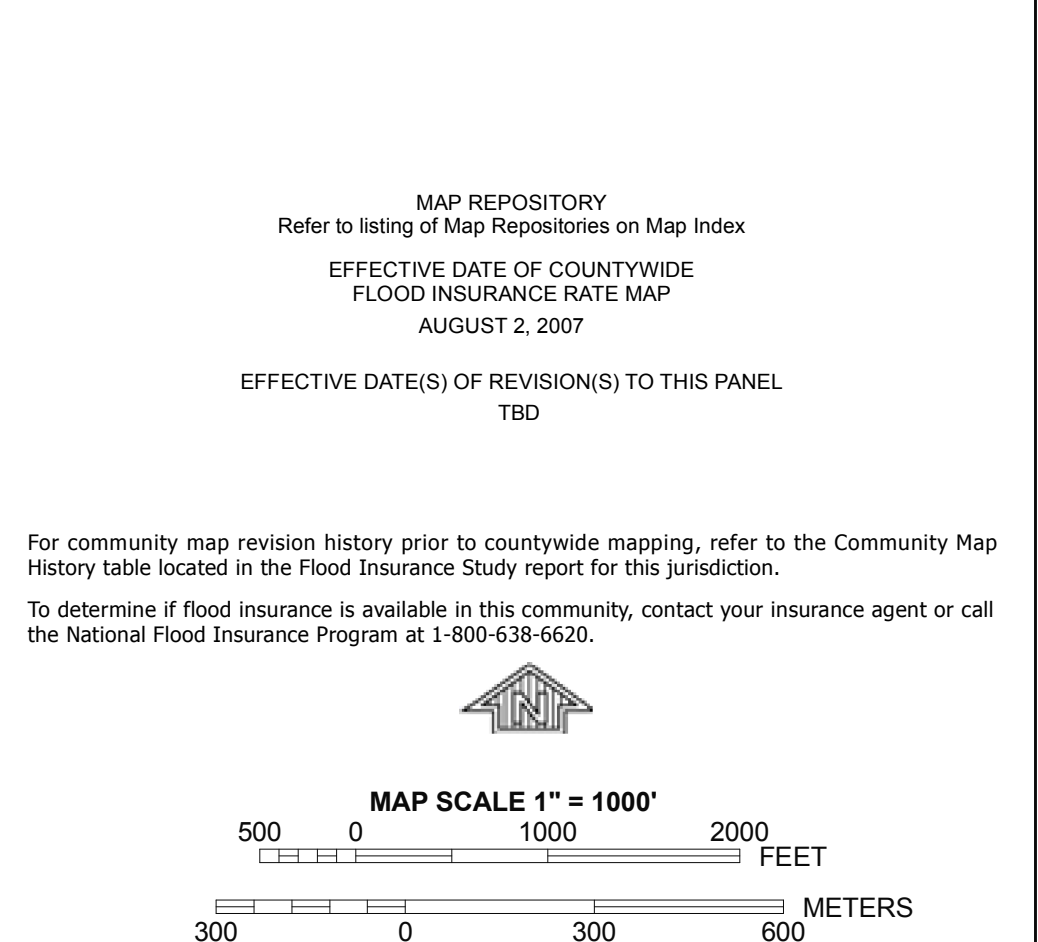 MAP REPOSITORY
Refer to listing of Map Repositories on Map Index
EFFECTIVE DATE OF COUNTYWIDE
FLOOD INSURANCE RATE MAP
AUGUST 2, 2007
EFFECTIVE DATE(S) OF REVISION(S) TO THIS PANEL
TBD
For community map revision history prior to countywide mapping, refer to the Community Map
History table located in the Flood Insurance Study report for this jurisdiction.
To determine if flood insurance is available in this community, contact your insurance agent or call
the National Flood Insurance Program at 1-800-638-6620.
N
MAP SCALE 1" = 1000'
500 0 1000 2000
FEET
METERS
300 0 300 600